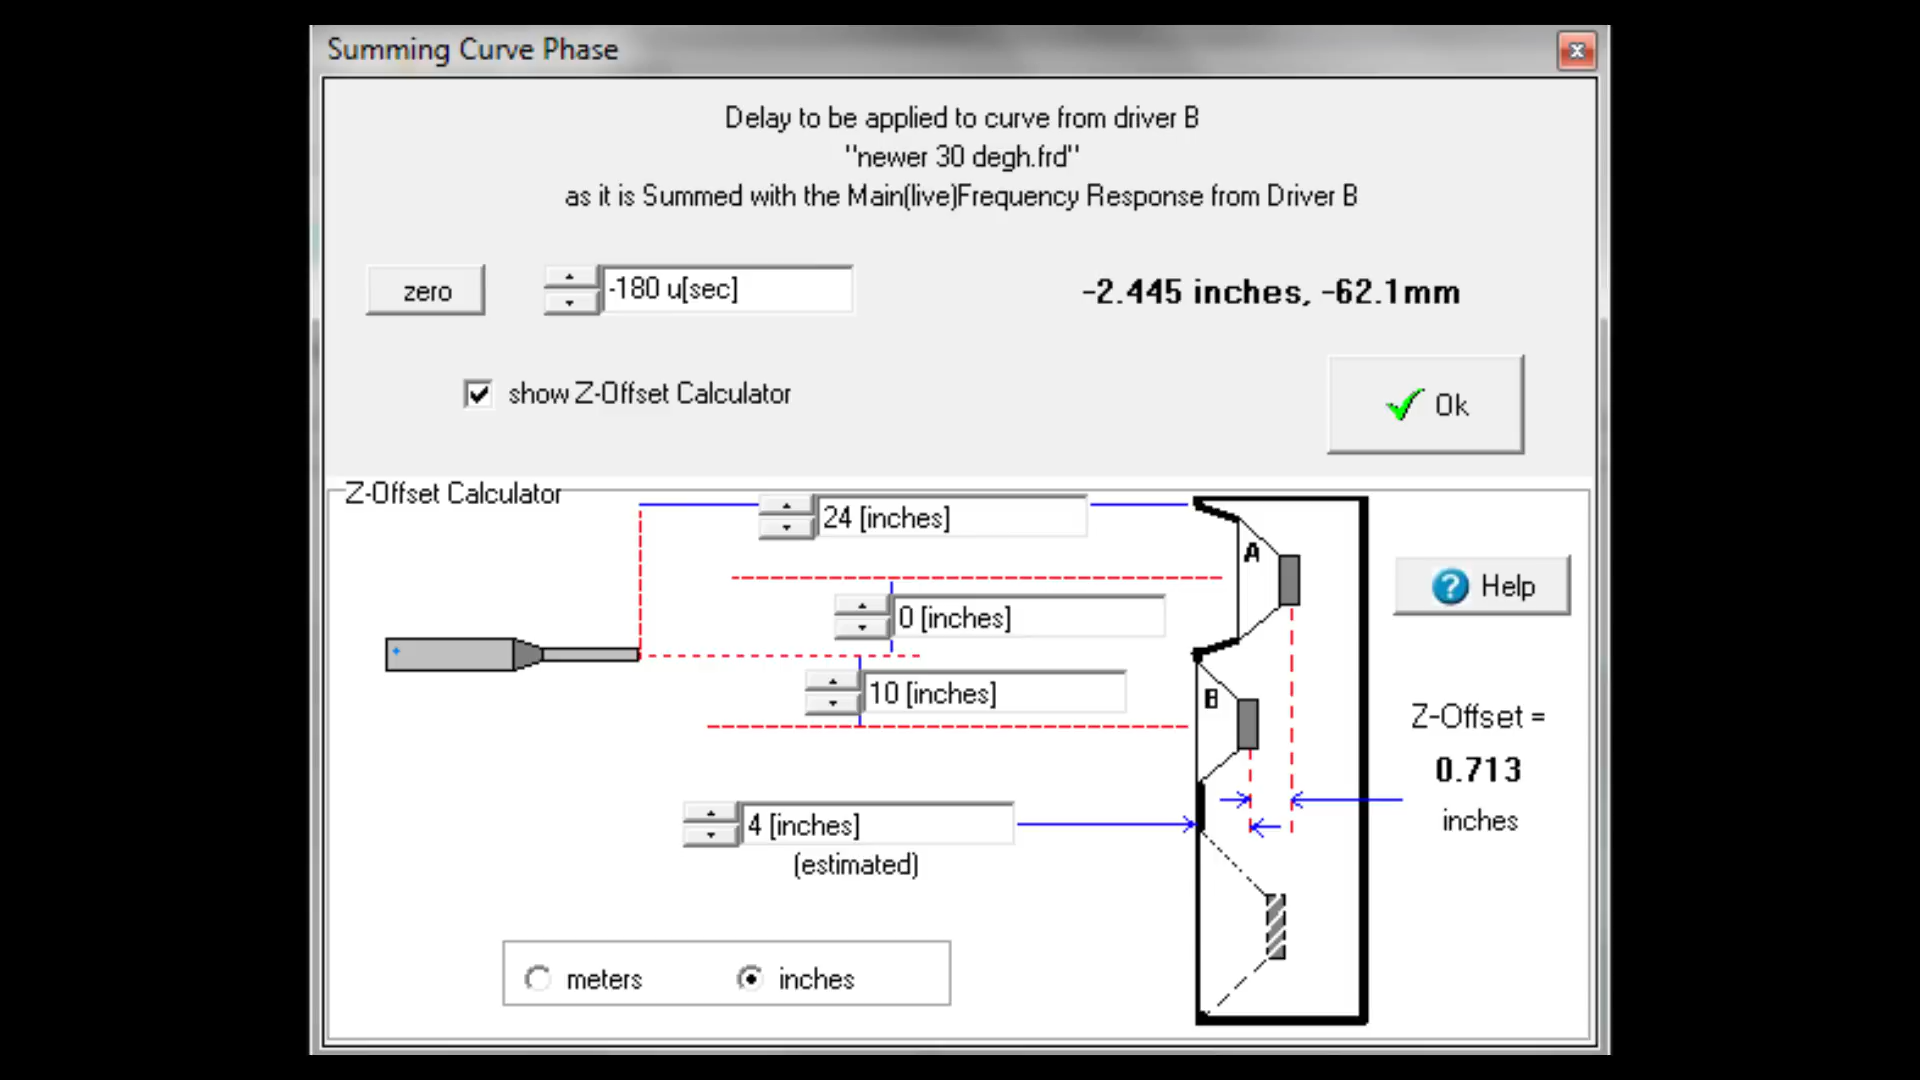 Summing Curve Phase
Delay to be applied to curve from driver B
"newer 30 degh.frd"
as it is Summed with the Main(live)Frequency Response from Driver B
zero
-180 u[sec]
-2.445 inches, -62.1mm
show Z-Offset Calculator
Ok
Z-Offset Calculator
24 [inches]
A
0 [inches]
Help
10 [inches]
B
Z-Offset =
0.713
inches
4 [inches]
(estimated)
meters
inches